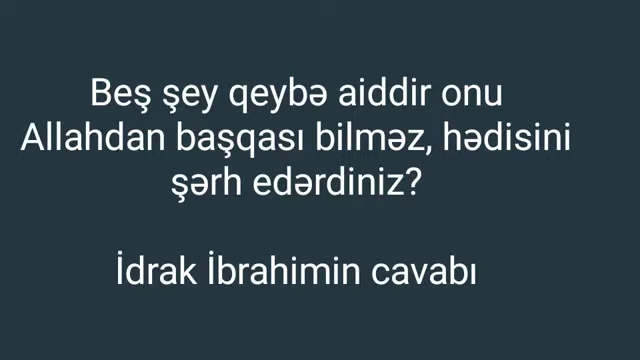 Beş şey qeybə aiddir onu
Allahdan başqası bilməz, hədisini
şərh edərdiniz?
İdrak İbrahimin cavabı